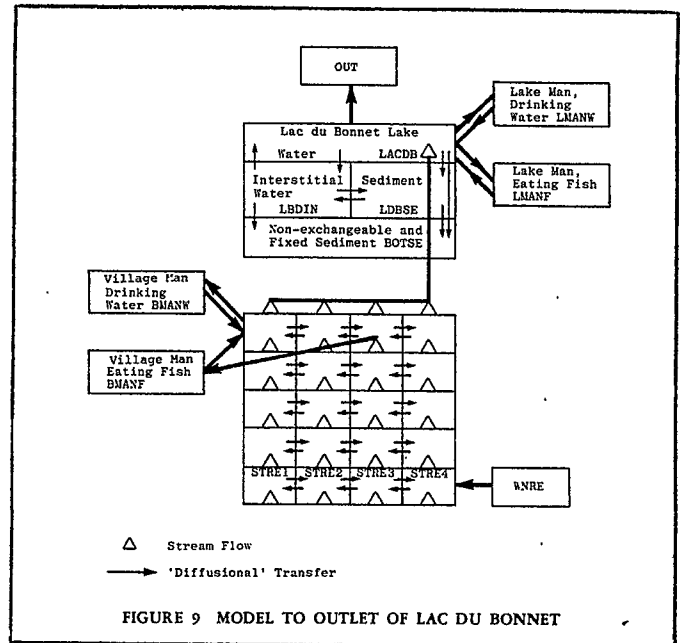 OUT
Lac du Bonnet Lake
Water LACDB
Interstitial Water
LBDIN
Sediment
LDBSE
Non-exchangeable and
Fixed Sediment BOTSE
Lake Man,
Drinking
Water LMANW
Lake Man,
Eating Fish
LMANF
Village Man
Drinking
Water BMANW
Village Man
Eating Fish
BMANF
STRE1 STRE2 STRE3 STRE4
WNRE
Stream Flow
'Diffusional' Transfer
FIGURE 9 MODEL TO OUTLET OF LAC DU BONNET